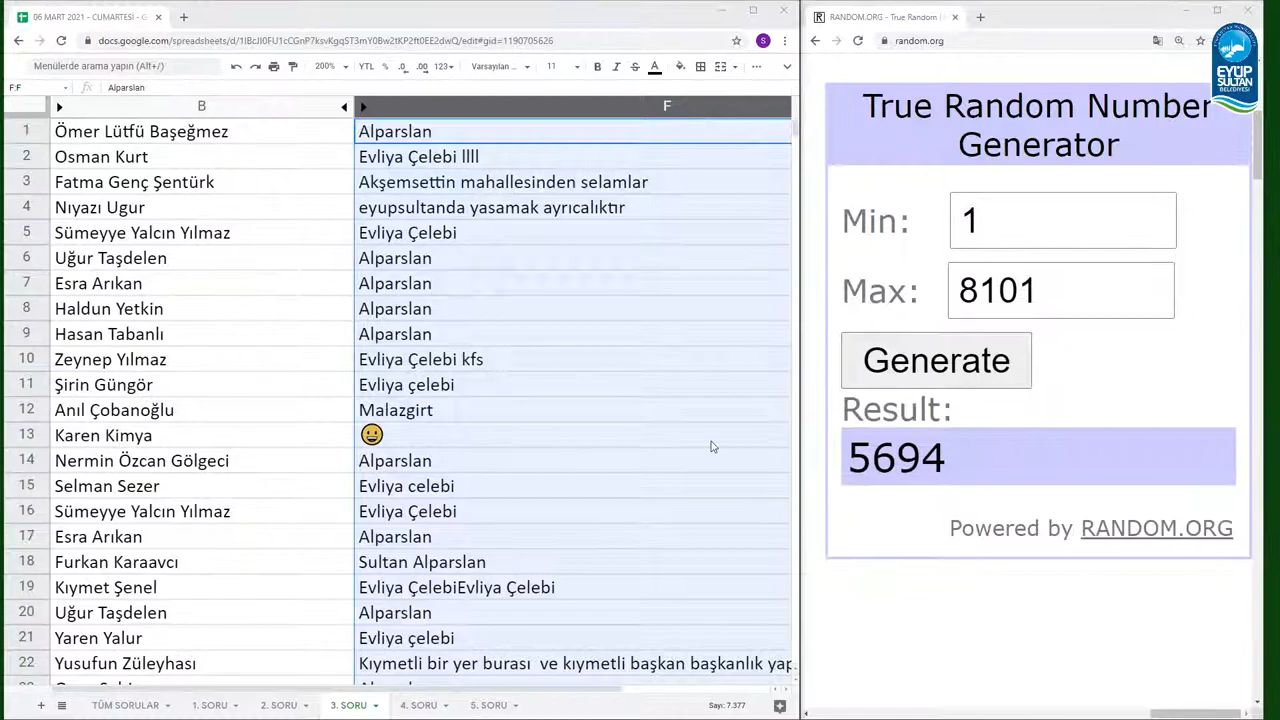 06 MART 2021 - CUMARTESİ - G
docs.google.com/spreadsheets/d/1IBcJI0FU1cCGnP7ksvKgqST3mY0Bw2tKP2ft0EE2dwQ/edit#gid=1190705626
Menülerde arama yapın (Alt+/)
200%
YTL
%
.0
.00
123
Varsayılan ...
11
B
I
S
A
F:F
fx
Alparslan
B
F
1
Ömer Lütfü Başeğmez
Alparslan
2
Osman Kurt
Evliya Çelebi llll
3
Fatma Genç Şentürk
Akşemsettin mahallesinden selamlar
4
Nıyazı Ugur
eyupsultanda yasamak ayrıcalıktır
5
Sümeyye Yalcın Yılmaz
Evliya Çelebi
6
Uğur Taşdelen
Alparslan
7
Esra Arıkan
Alparslan
8
Haldun Yetkin
Alparslan
9
Hasan Tabanlı
Alparslan
10
Zeynep Yılmaz
Evliya Çelebi kfs
11
Şirin Güngör
Evliya çelebi
12
Anıl Çobanoğlu
Malazgirt
13
Karen Kimya
😀
14
Nermin Özcan Gölgeci
Alparslan
15
Selman Sezer
Evliya celebi
16
Sümeyye Yalcın Yılmaz
Evliya Çelebi
17
Esra Arıkan
Alparslan
18
Furkan Karaavcı
Sultan Alparslan
19
Kıymet Şenel
Evliya ÇelebiEvliya Çelebi
20
Uğur Taşdelen
Alparslan
21
Yaren Yalur
Evliya çelebi
22
Yusufun Züleyhası
Kıymetli bir yer burası ve kıymetli başkan başkanlık yap
TÜM SORULAR
1. SORU
2. SORU
3. SORU
4. SORU
5. SORU
Sayı: 7.377
RANDOM.ORG - True Random
random.org
EYÜP
SULTAN
BELEDİYESİ
True Random Number
Generator
Min:
1
Max:
8101
Generate
Result:
5694
Powered by RANDOM.ORG